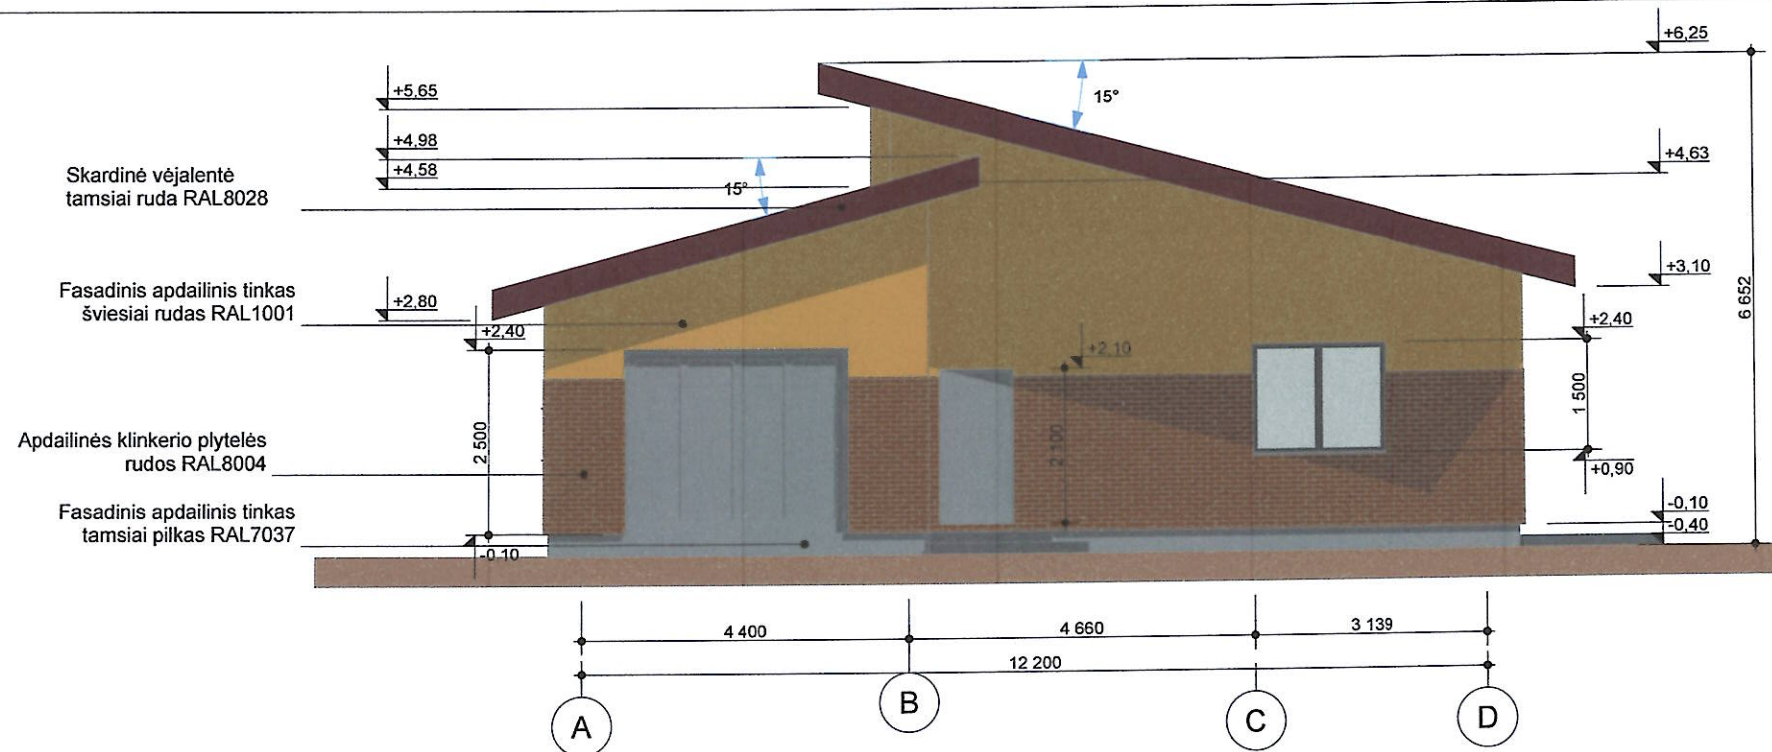 +6,25
+5,65
15°
+4,98
+4,63
+4,58
15°
Skardinė vėjalentė
tamsiai ruda RAL8028
+3,10
Fasadinis apdailinis tinkas
šviesiai rudas RAL1001
+2,80
6 652
+2,40
+2,40
+2,10
1 500
2 500
2 100
Apdailinės klinkerio plytelės
rudos RAL8004
+0,90
Fasadinis apdailinis tinkas
tamsiai pilkas RAL7037
-0,10
-0,40
-0,10
4 400
4 660
3 139
12 200
A
B
C
D